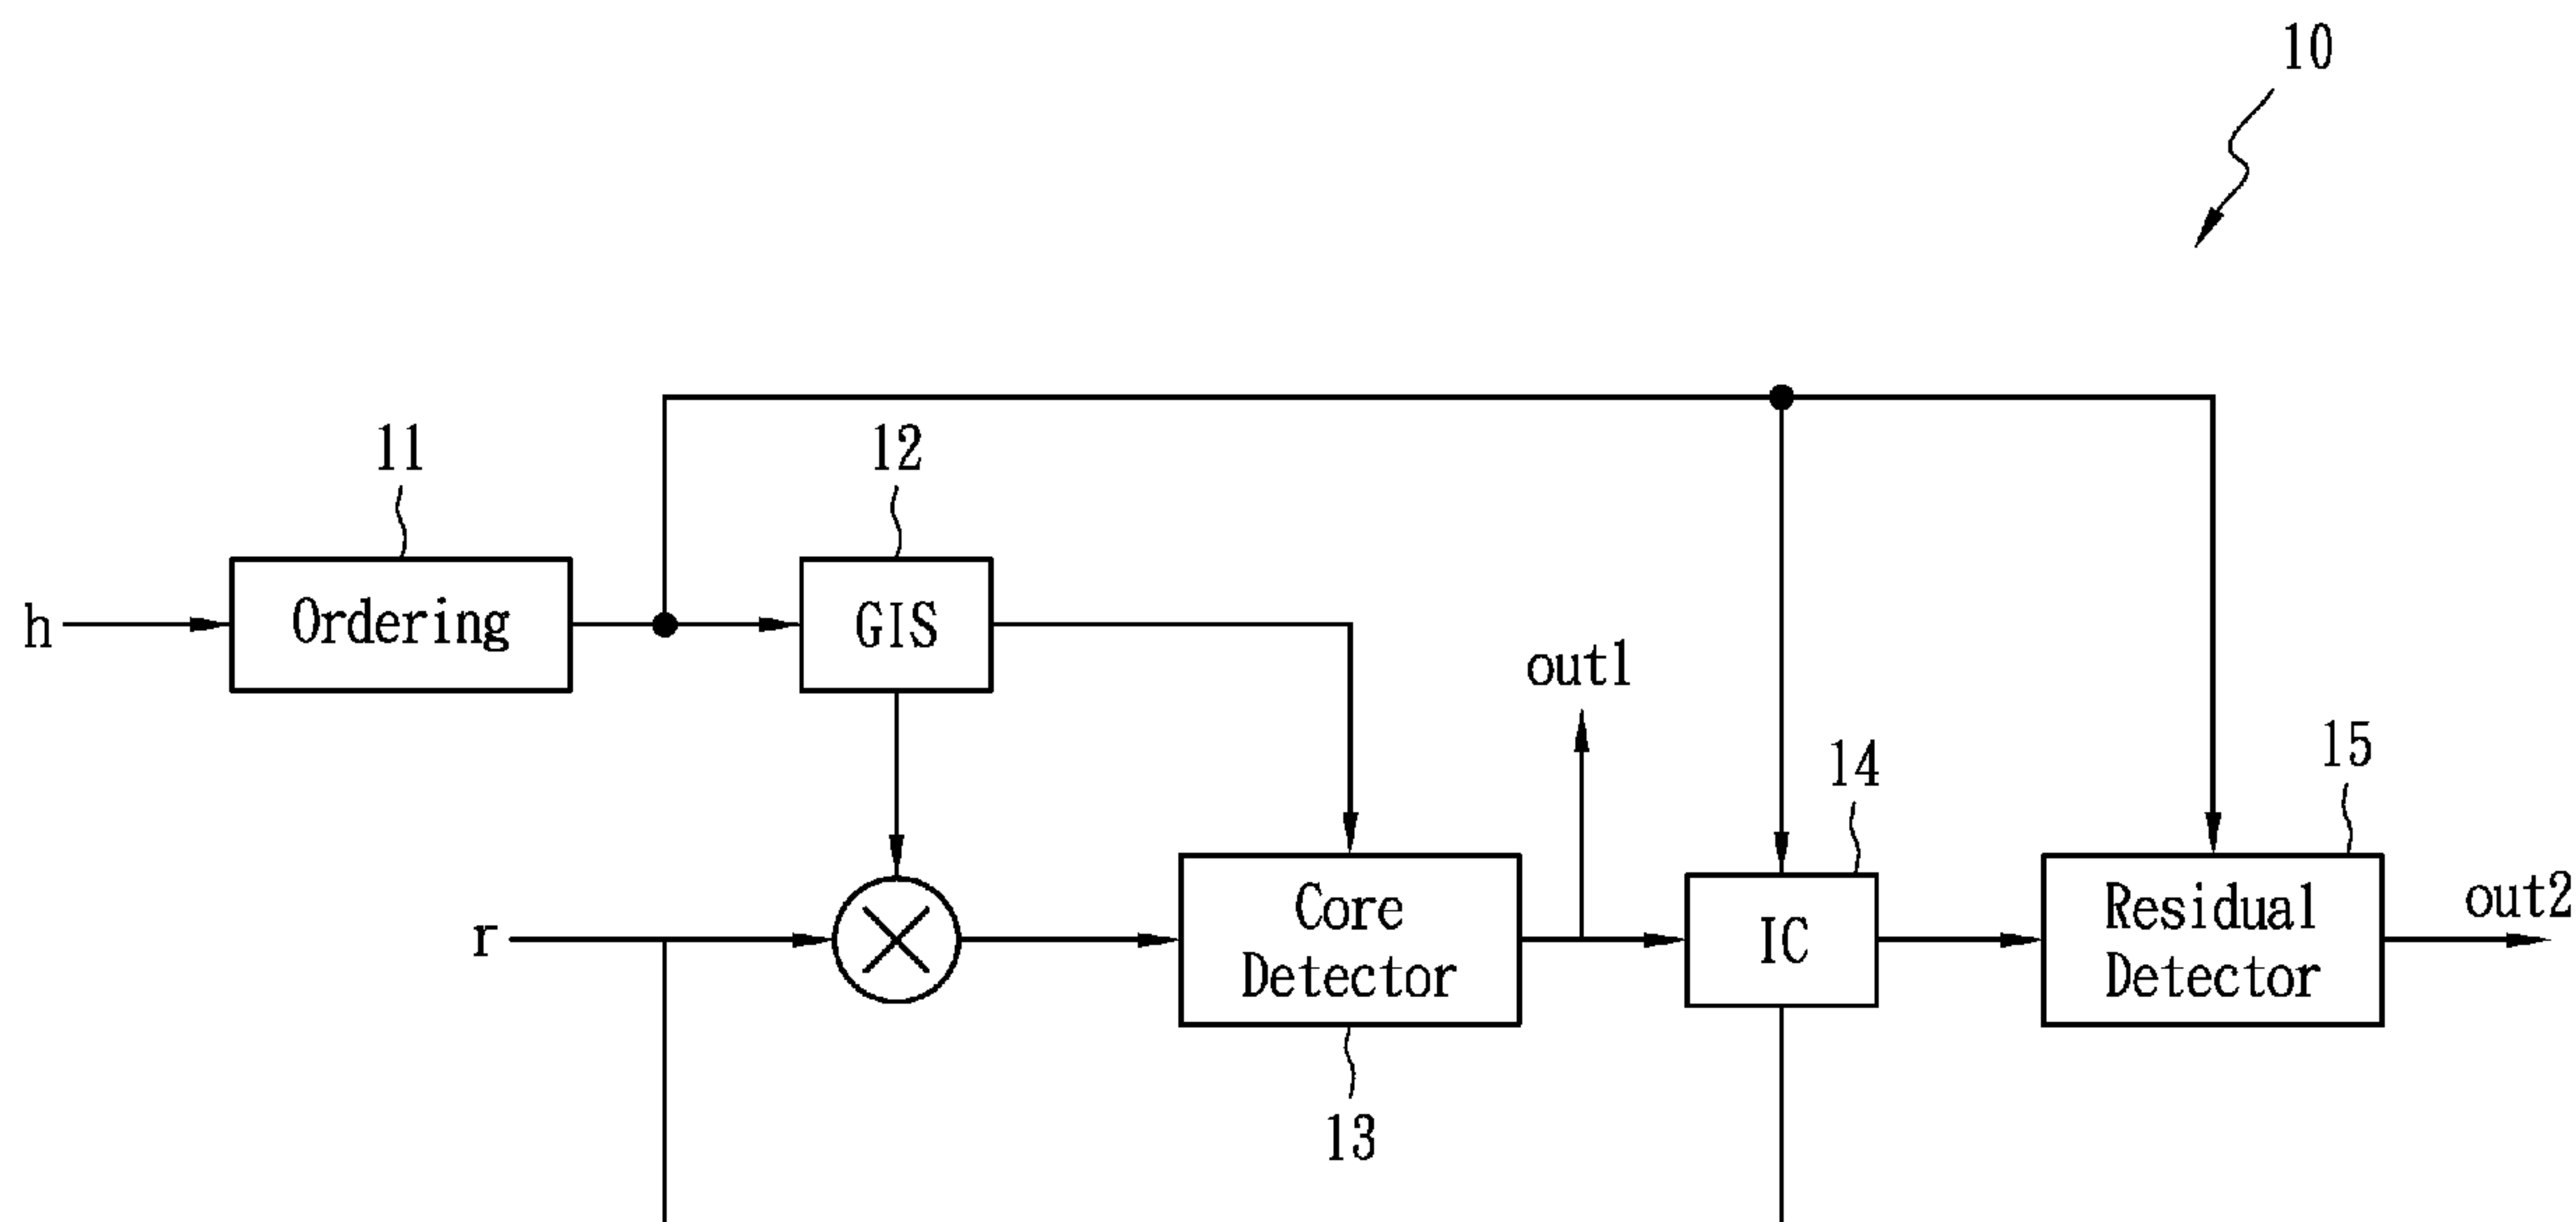 10
11
12
h
Ordering
GIS
out1
14
15
r
Core
Detector
IC
Residual
Detector
out2
13